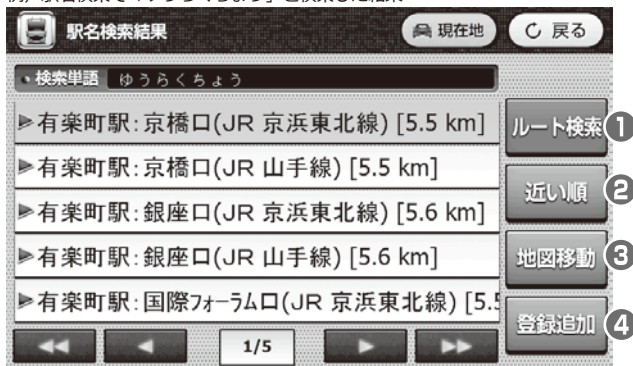 駅名検索結果
現在地
戻る
検索単語 ゆうらくちょう
有楽町駅:京橋口(JR 京浜東北線) [5.5 km]
有楽町駅:京橋口(JR 山手線) [5.5 km]
有楽町駅:銀座口(JR 京浜東北線) [5.6 km]
有楽町駅:銀座口(JR 山手線) [5.6 km]
有楽町駅:国際フォーラム口(JR 京浜東北線) [5.5
1/5
ルート検索 1
近い順 2
地図移動 3
登録追加 4